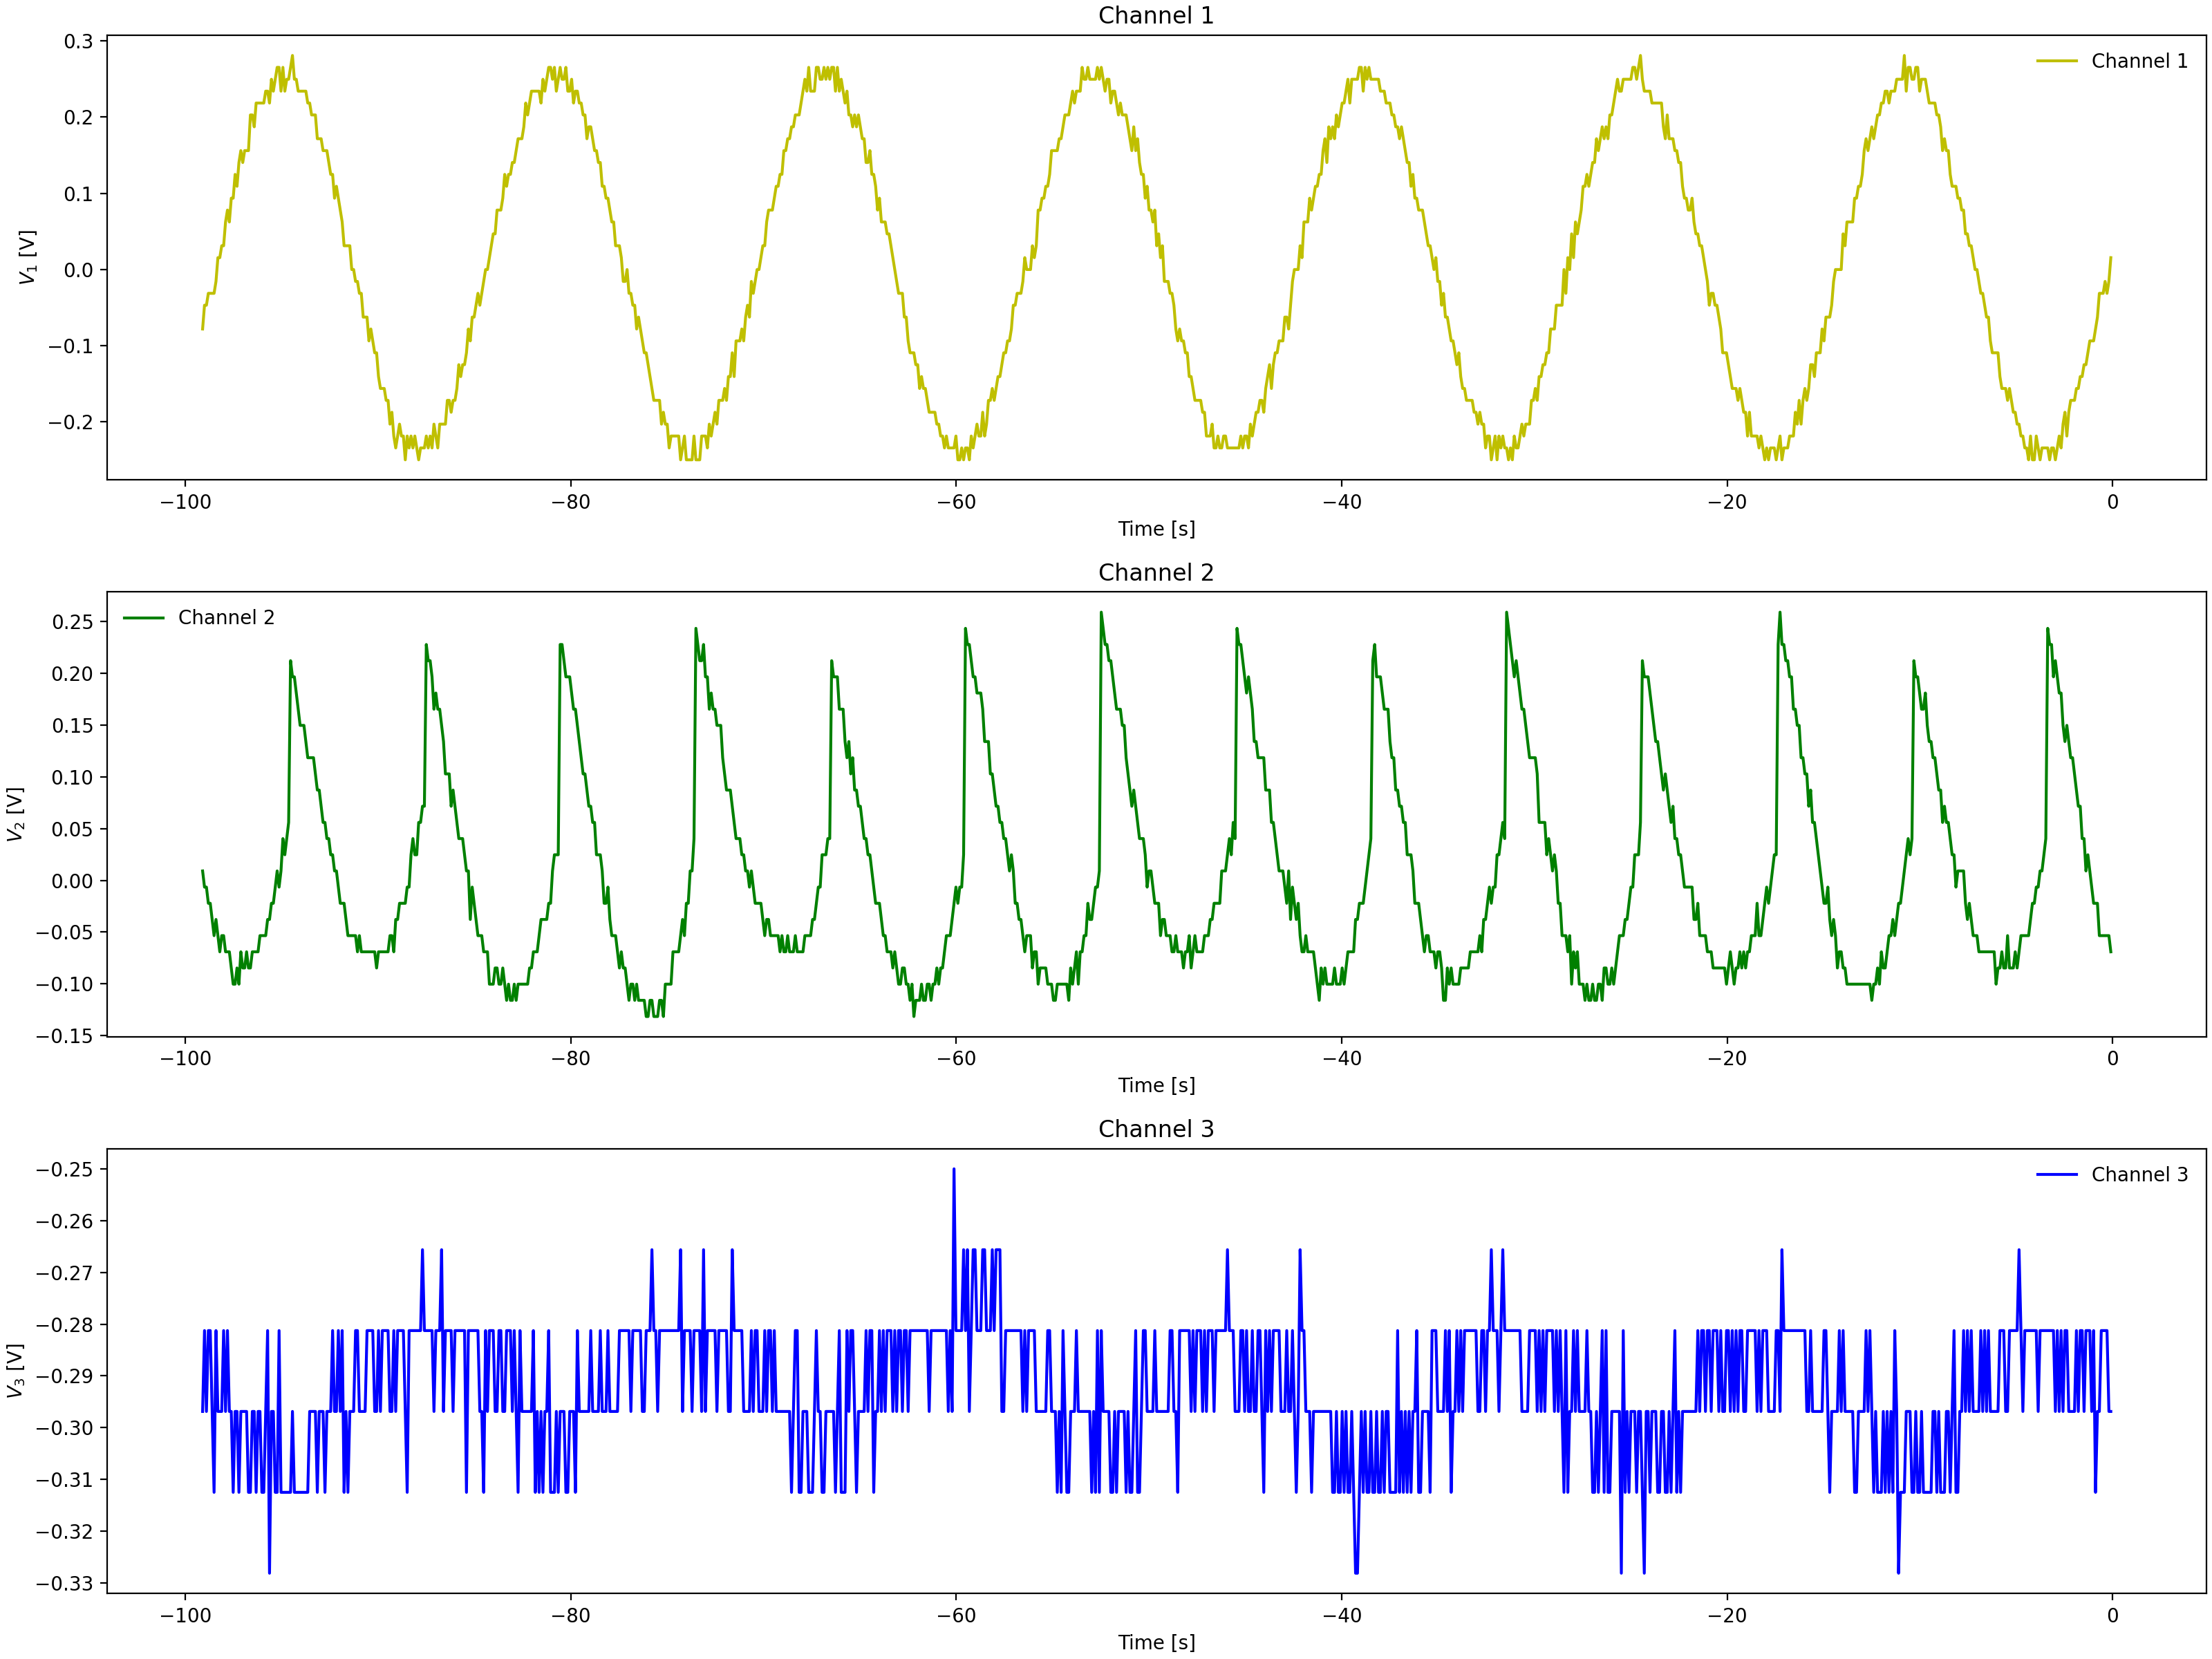 Channel 1
0.3
0.2
0.1
0.0
−0.1
−0.2
V₁ [V]
Channel 1
−100 −80 −60 −40 −20 0
Time [s]
Channel 2
0.25
0.20
0.15
0.10
0.05
0.00
−0.05
−0.10
−0.15
V₂ [V]
Channel 2
−100 −80 −60 −40 −20 0
Time [s]
Channel 3
−0.25
−0.26
−0.27
−0.28
−0.29
−0.30
−0.31
−0.32
−0.33
V₃ [V]
Channel 3
−100 −80 −60 −40 −20 0
Time [s]